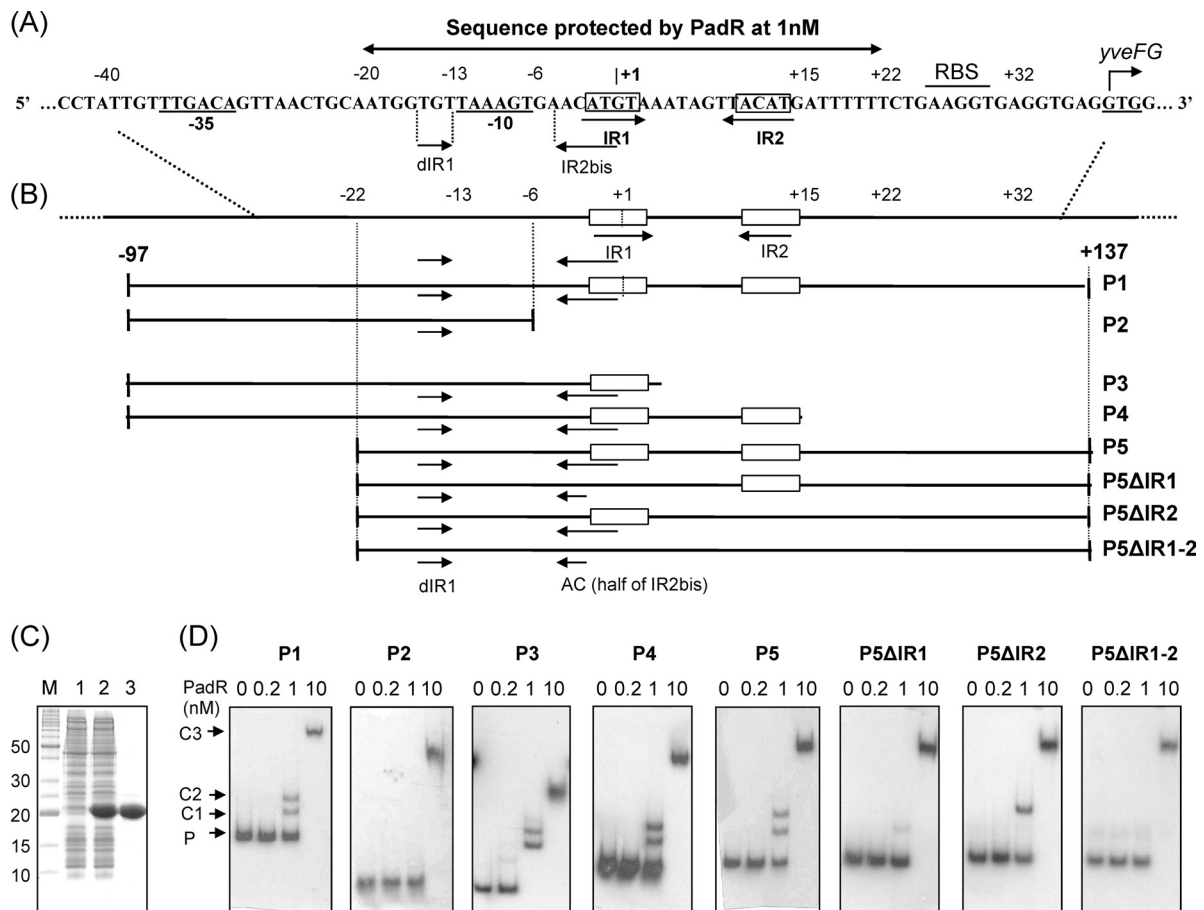 (A)
Sequence protected by PadR at 1nM
-40 -20 -13 -6 |+1 +15 +22 RBS +32 yveFG
5’ ...CCTATTGTTTGACAGTTAACTGCAATGGTGTTAAAGTGAACATGTAAATAGTTACATGATTTTTTCTGAAGGTGAGGTGAGGTGG... 3’
-35 -10 IR1 IR2
dIR1 IR2bis
(B)
-22 -13 -6 +1 +15 +22 +32
IR1 IR2
-97 +137
P1
P2
P3
P4
P5
P5ΔIR1
P5ΔIR2
P5ΔIR1-2
dIR1 AC (half of IR2bis)
(C)
M 1 2 3
50
30
20
15
10
(D)
P1 P2 P3 P4 P5 P5ΔIR1 P5ΔIR2 P5ΔIR1-2
PadR 0 0.2 1 10 0 0.2 1 10 0 0.2 1 10 0 0.2 1 10 0 0.2 1 10 0 0.2 1 10 0 0.2 1 10 0 0.2 1 10
(nM)
C3
C2
C1
P